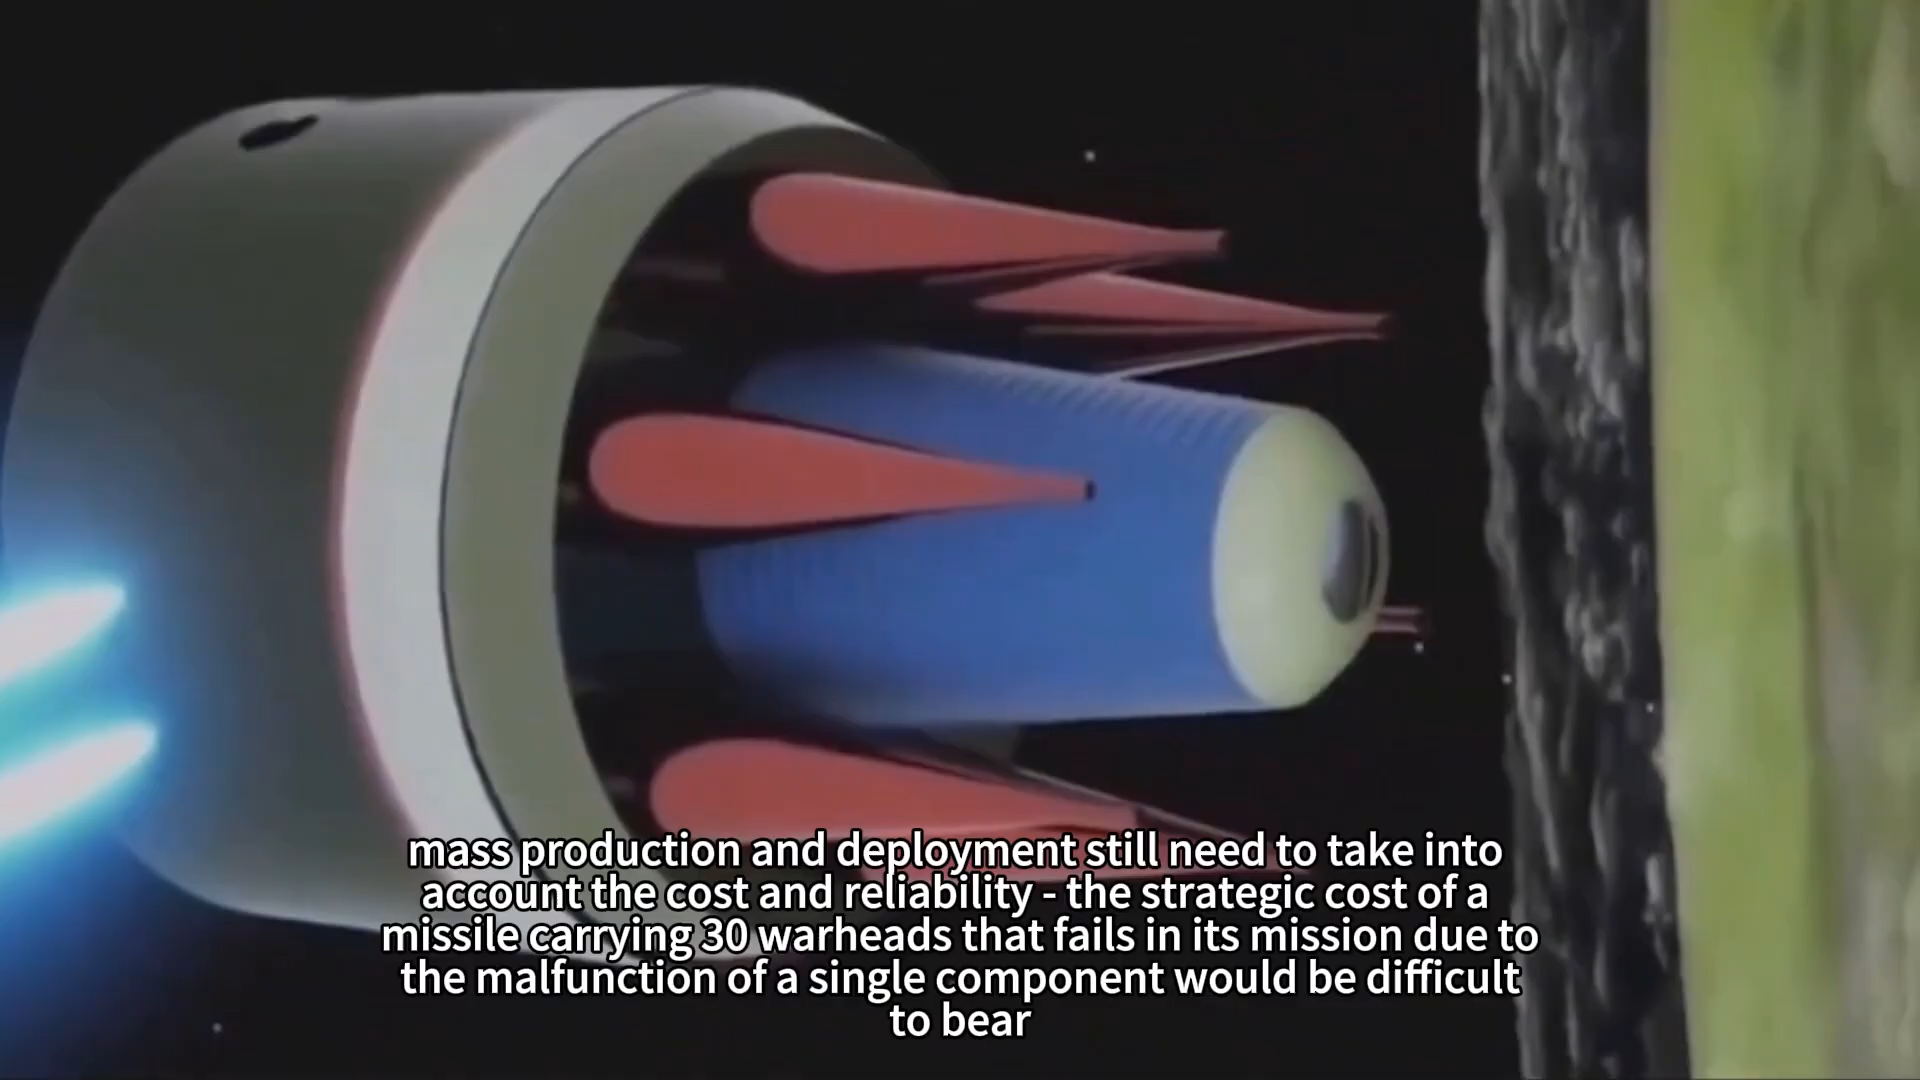 mass production and deployment still need to take into
account the cost and reliability - the strategic cost of a
missile carrying 30 warheads that fails in its mission due to
the malfunction of a single component would be difficult
to bear